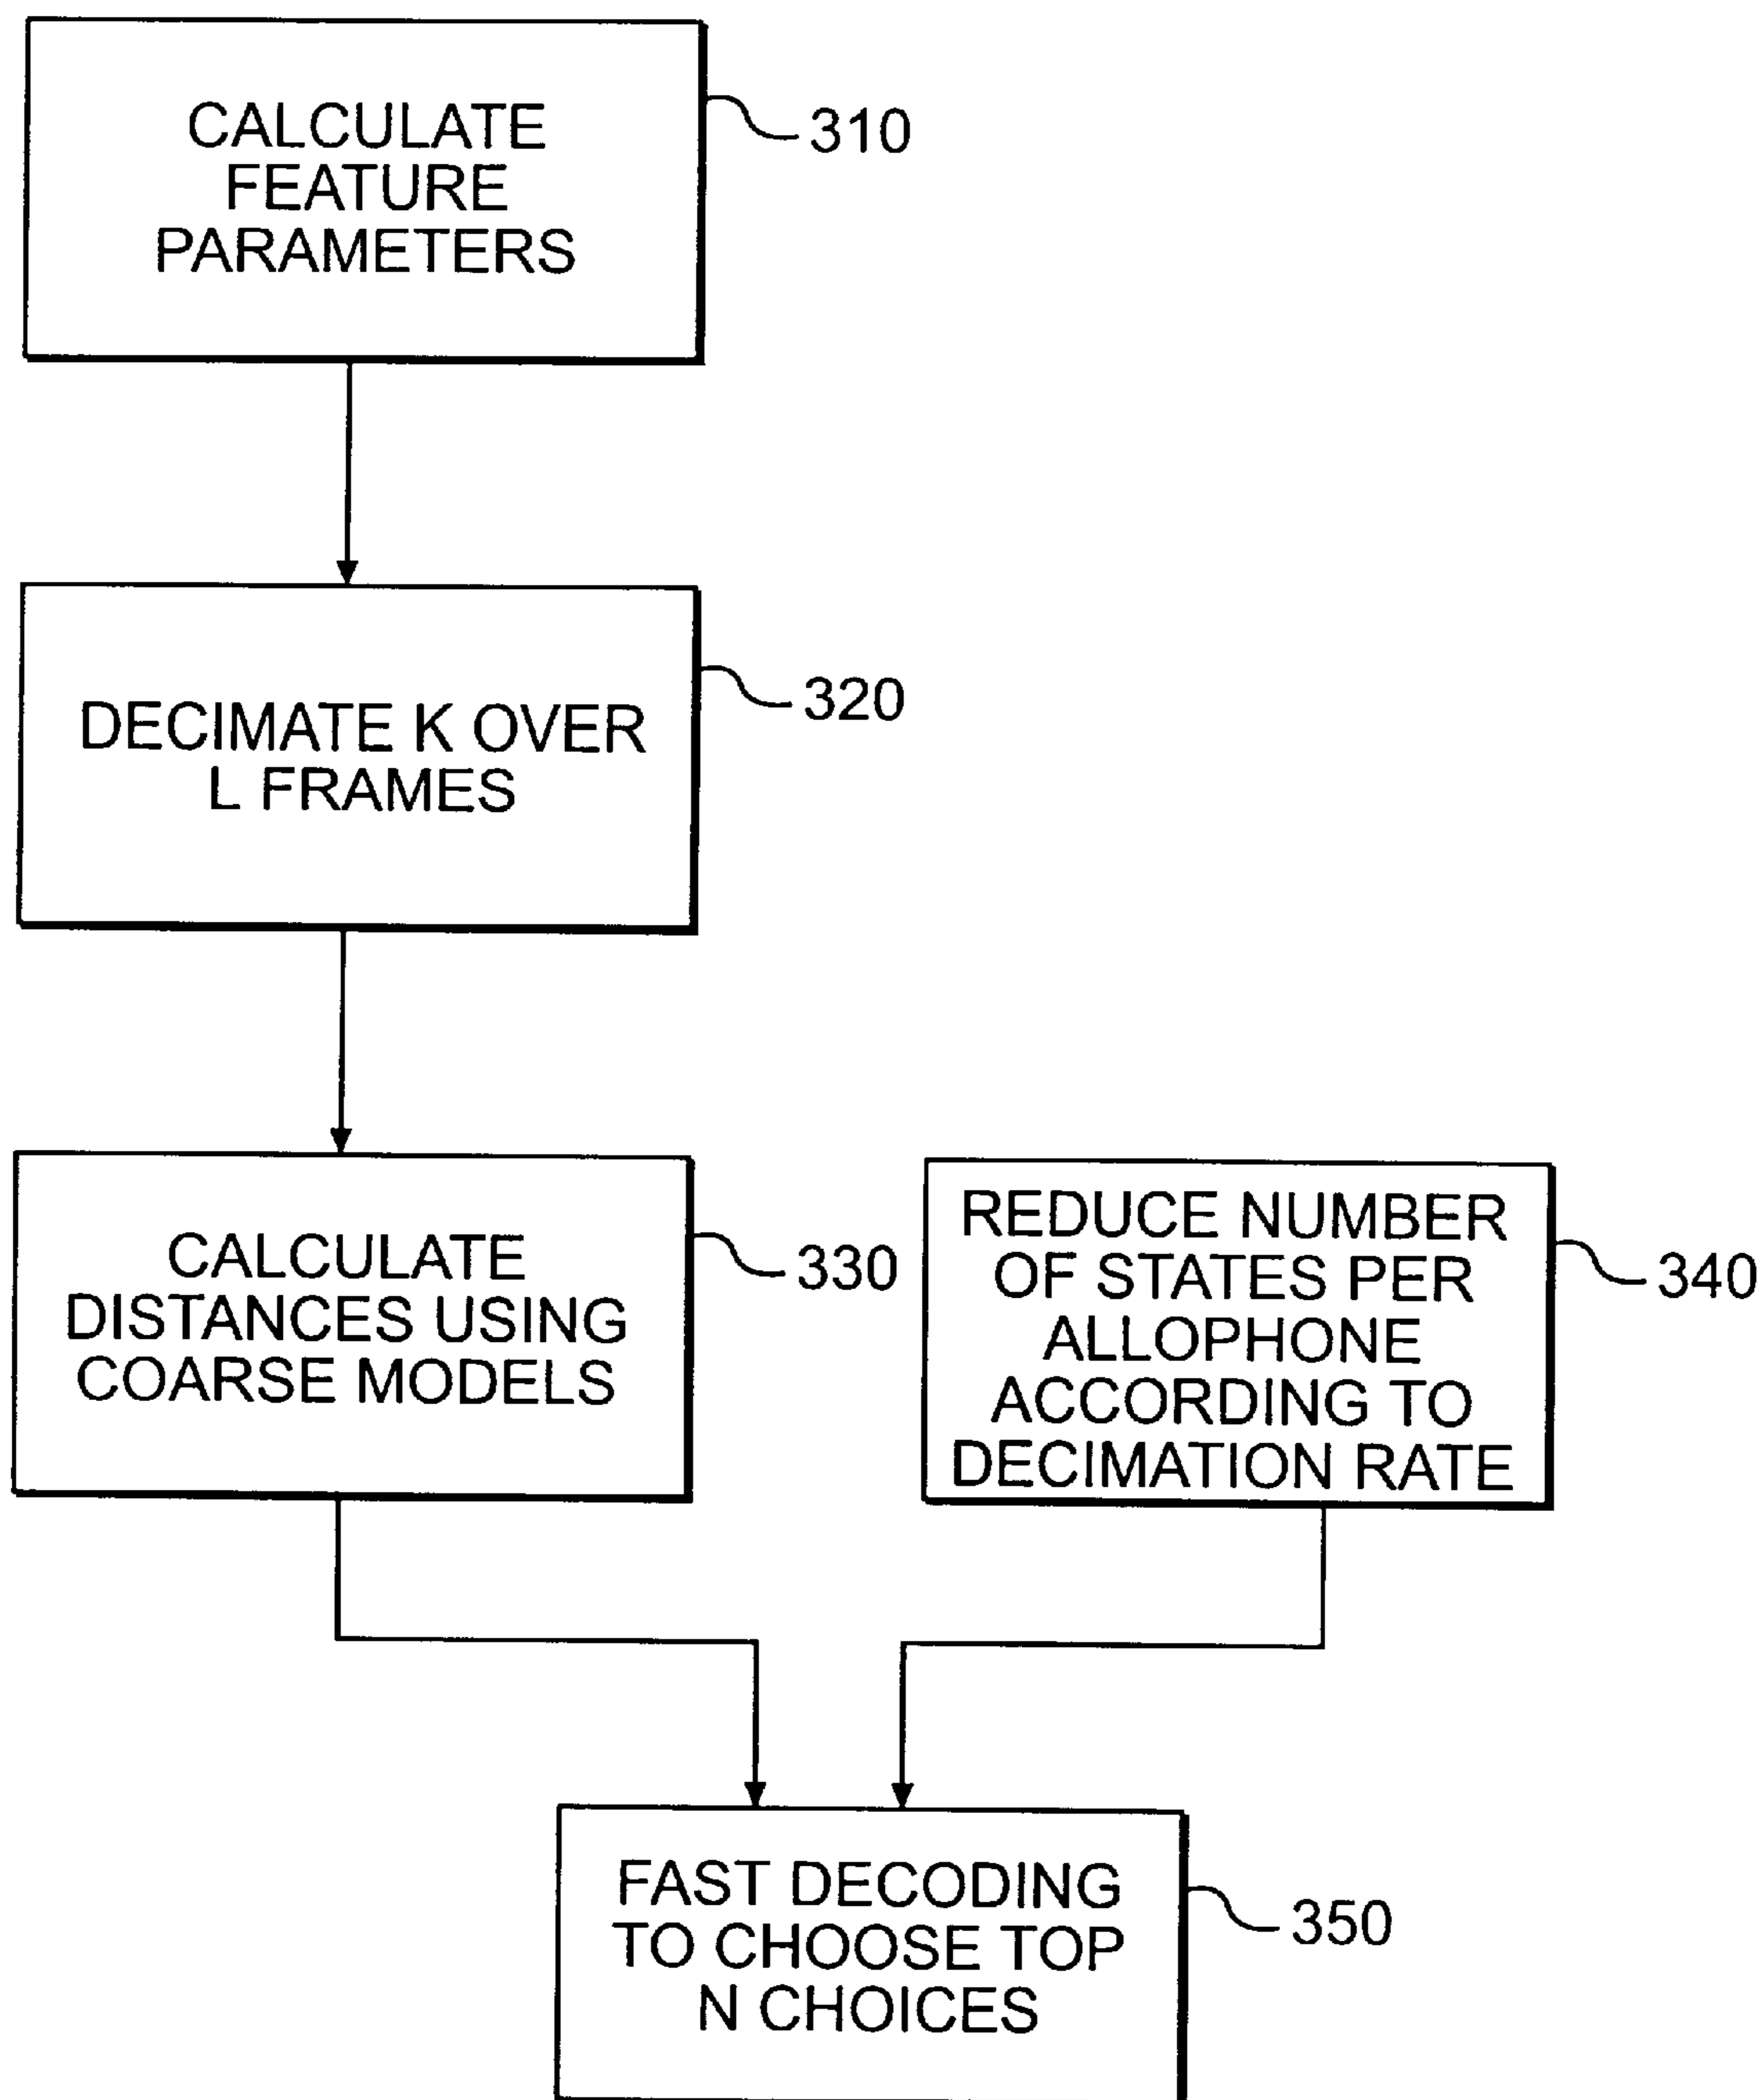 CALCULATE
FEATURE
PARAMETERS
310
DECIMATE K OVER
L FRAMES
320
CALCULATE
DISTANCES USING
COARSE MODELS
330
REDUCE NUMBER
OF STATES PER
ALLOPHONE
ACCORDING TO
DECIMATION RATE
340
FAST DECODING
TO CHOOSE TOP
N CHOICES
350